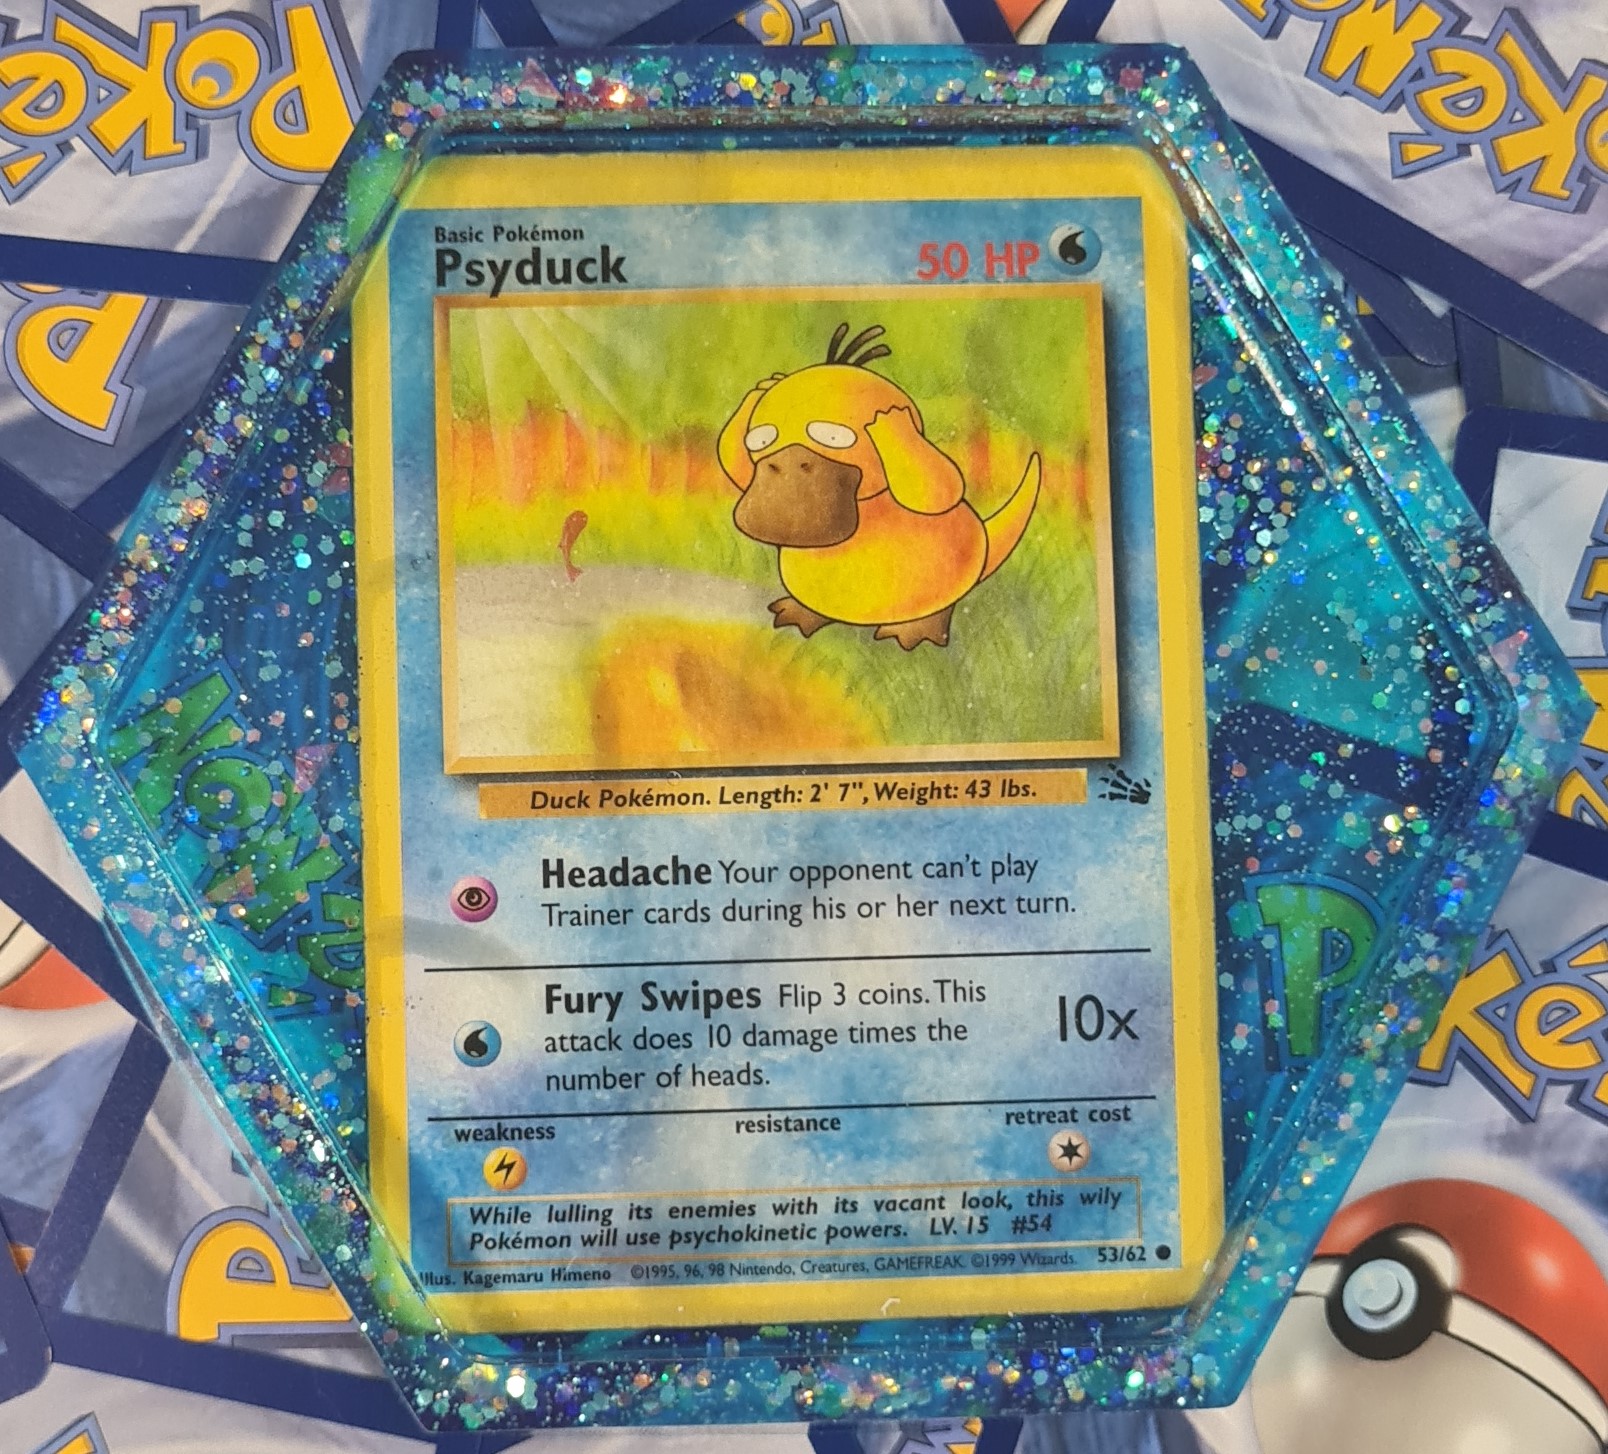 Basic Pokémon
Psyduck
50 HP
Duck Pokémon. Length: 2' 7", Weight: 43 lbs.
Headache Your opponent can't play
Trainer cards during his or her next turn.
Fury Swipes Flip 3 coins. This
attack does 10 damage times the
number of heads.
10x
weakness
resistance
retreat cost
While lulling its enemies with its vacant look, this wily
Pokémon will use psychokinetic powers. LV. 15 #54
Illus. Kagemaru Himeno ©1995, 96, 98 Nintendo, Creatures, GAMEFREAK. ©1999 Wizards. 53/62